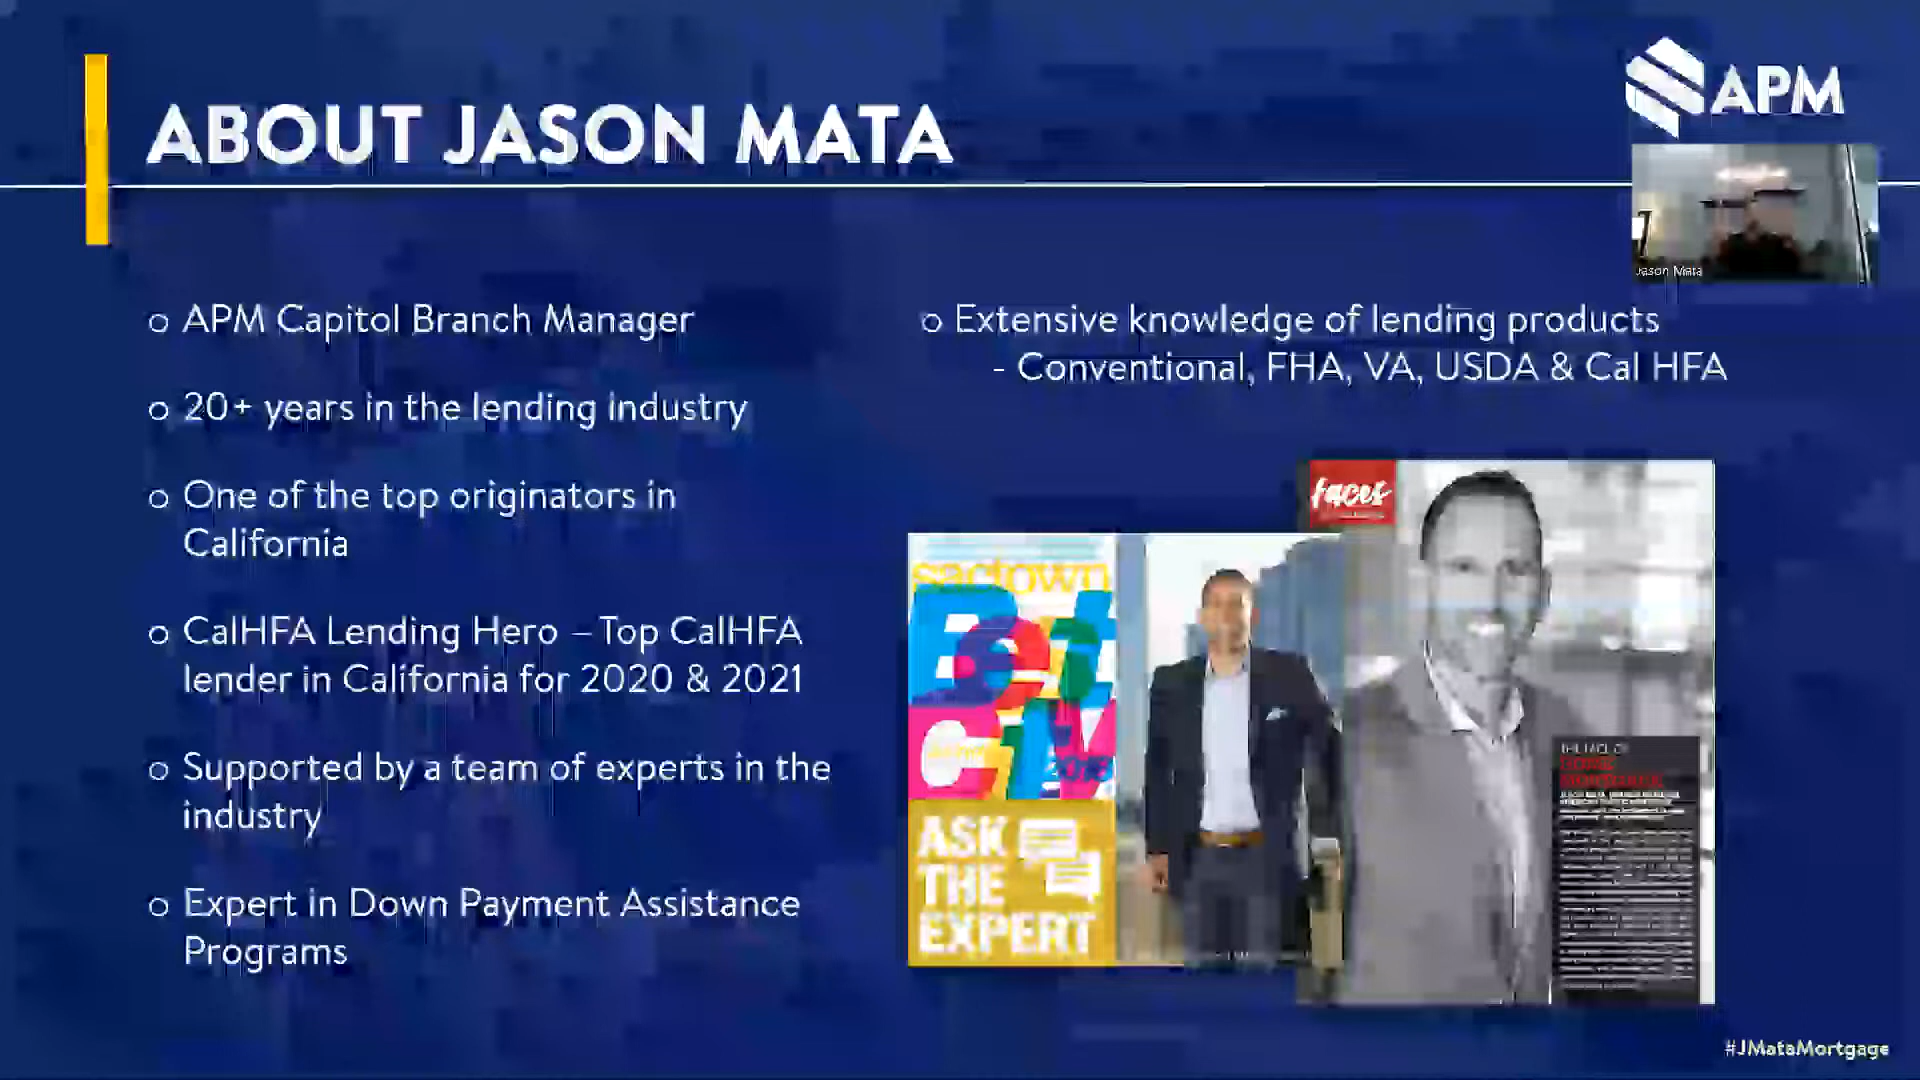 ABOUT JASON MATA
APM
Jason Mata
o APM Capitol Branch Manager
o 20+ years in the lending industry
o One of the top originators in
California
o CalHFA Lending Hero – Top CalHFA
lender in California for 2020 & 2021
o Supported by a team of experts in the
industry
o Expert in Down Payment Assistance
Programs
o Extensive knowledge of lending products
- Conventional, FHA, VA, USDA & Cal HFA
faces
sactown
ASK
THE
EXPERT
THE FACE OF
#JMataMortgage